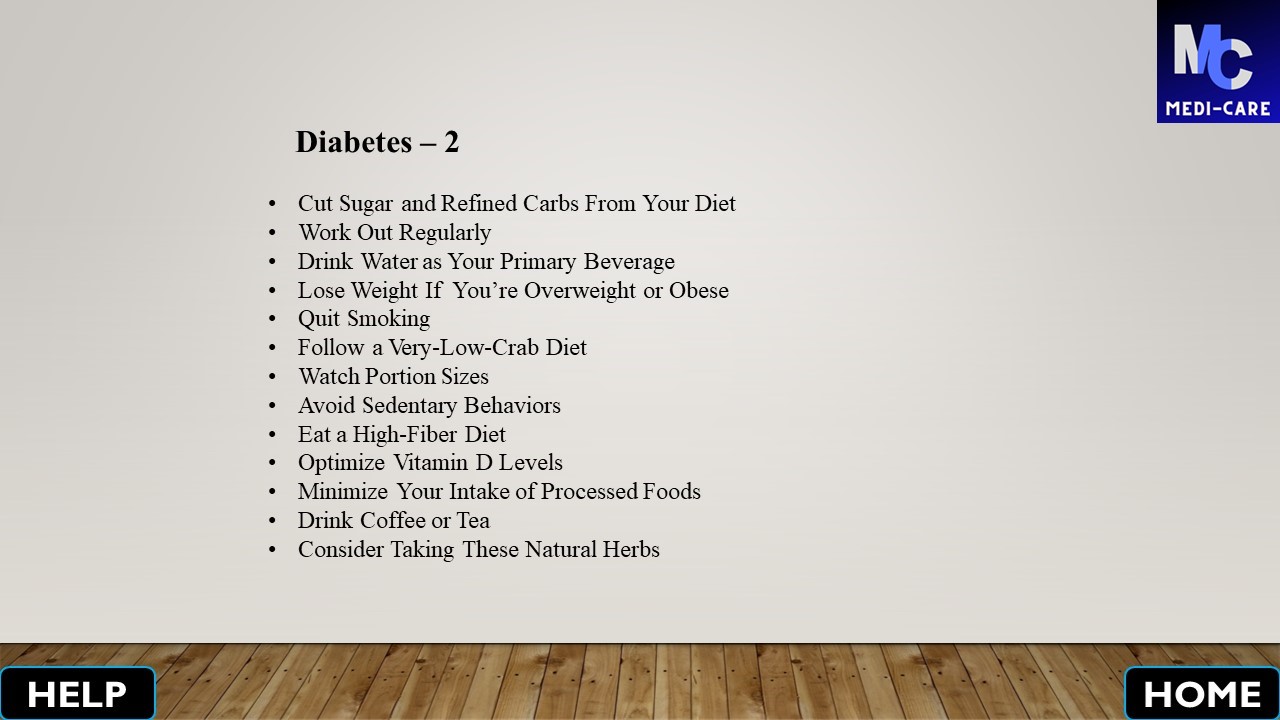 MC
MEDI-CARE
Diabetes – 2
• Cut Sugar and Refined Carbs From Your Diet
• Work Out Regularly
• Drink Water as Your Primary Beverage
• Lose Weight If You’re Overweight or Obese
• Quit Smoking
• Follow a Very-Low-Crab Diet
• Watch Portion Sizes
• Avoid Sedentary Behaviors
• Eat a High-Fiber Diet
• Optimize Vitamin D Levels
• Minimize Your Intake of Processed Foods
• Drink Coffee or Tea
• Consider Taking These Natural Herbs
HELP
HOME